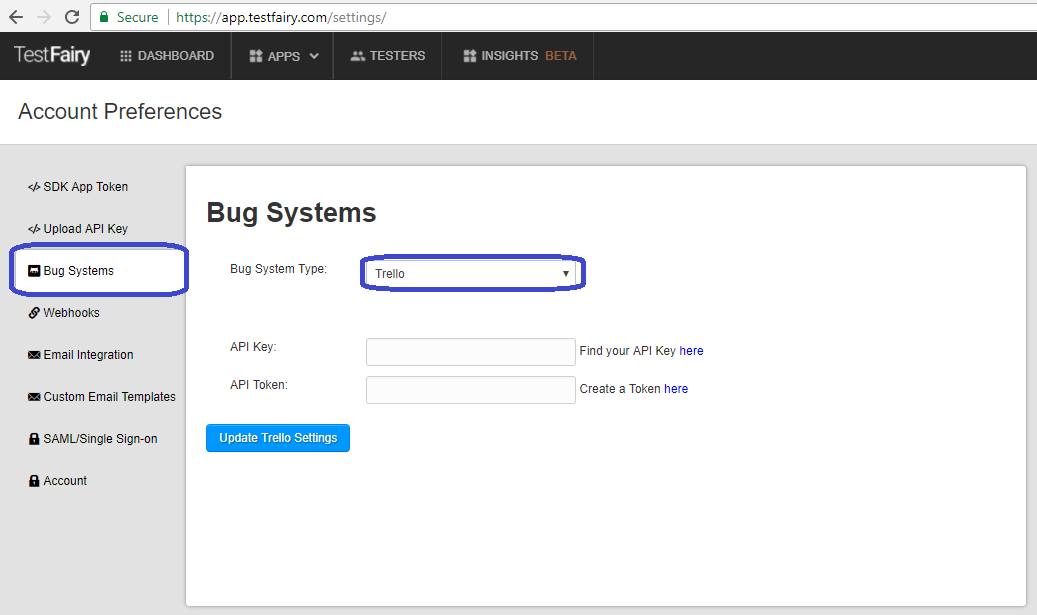 Secure https://app.testfairy.com/settings/
TestFairy DASHBOARD APPS TESTERS INSIGHTS BETA
Account Preferences
SDK App Token
Upload API Key
Bug Systems
Webhooks
Email Integration
Custom Email Templates
SAML/Single Sign-on
Account
Bug Systems
Bug System Type: Trello
API Key: Find your API Key here
API Token: Create a Token here
Update Trello Settings